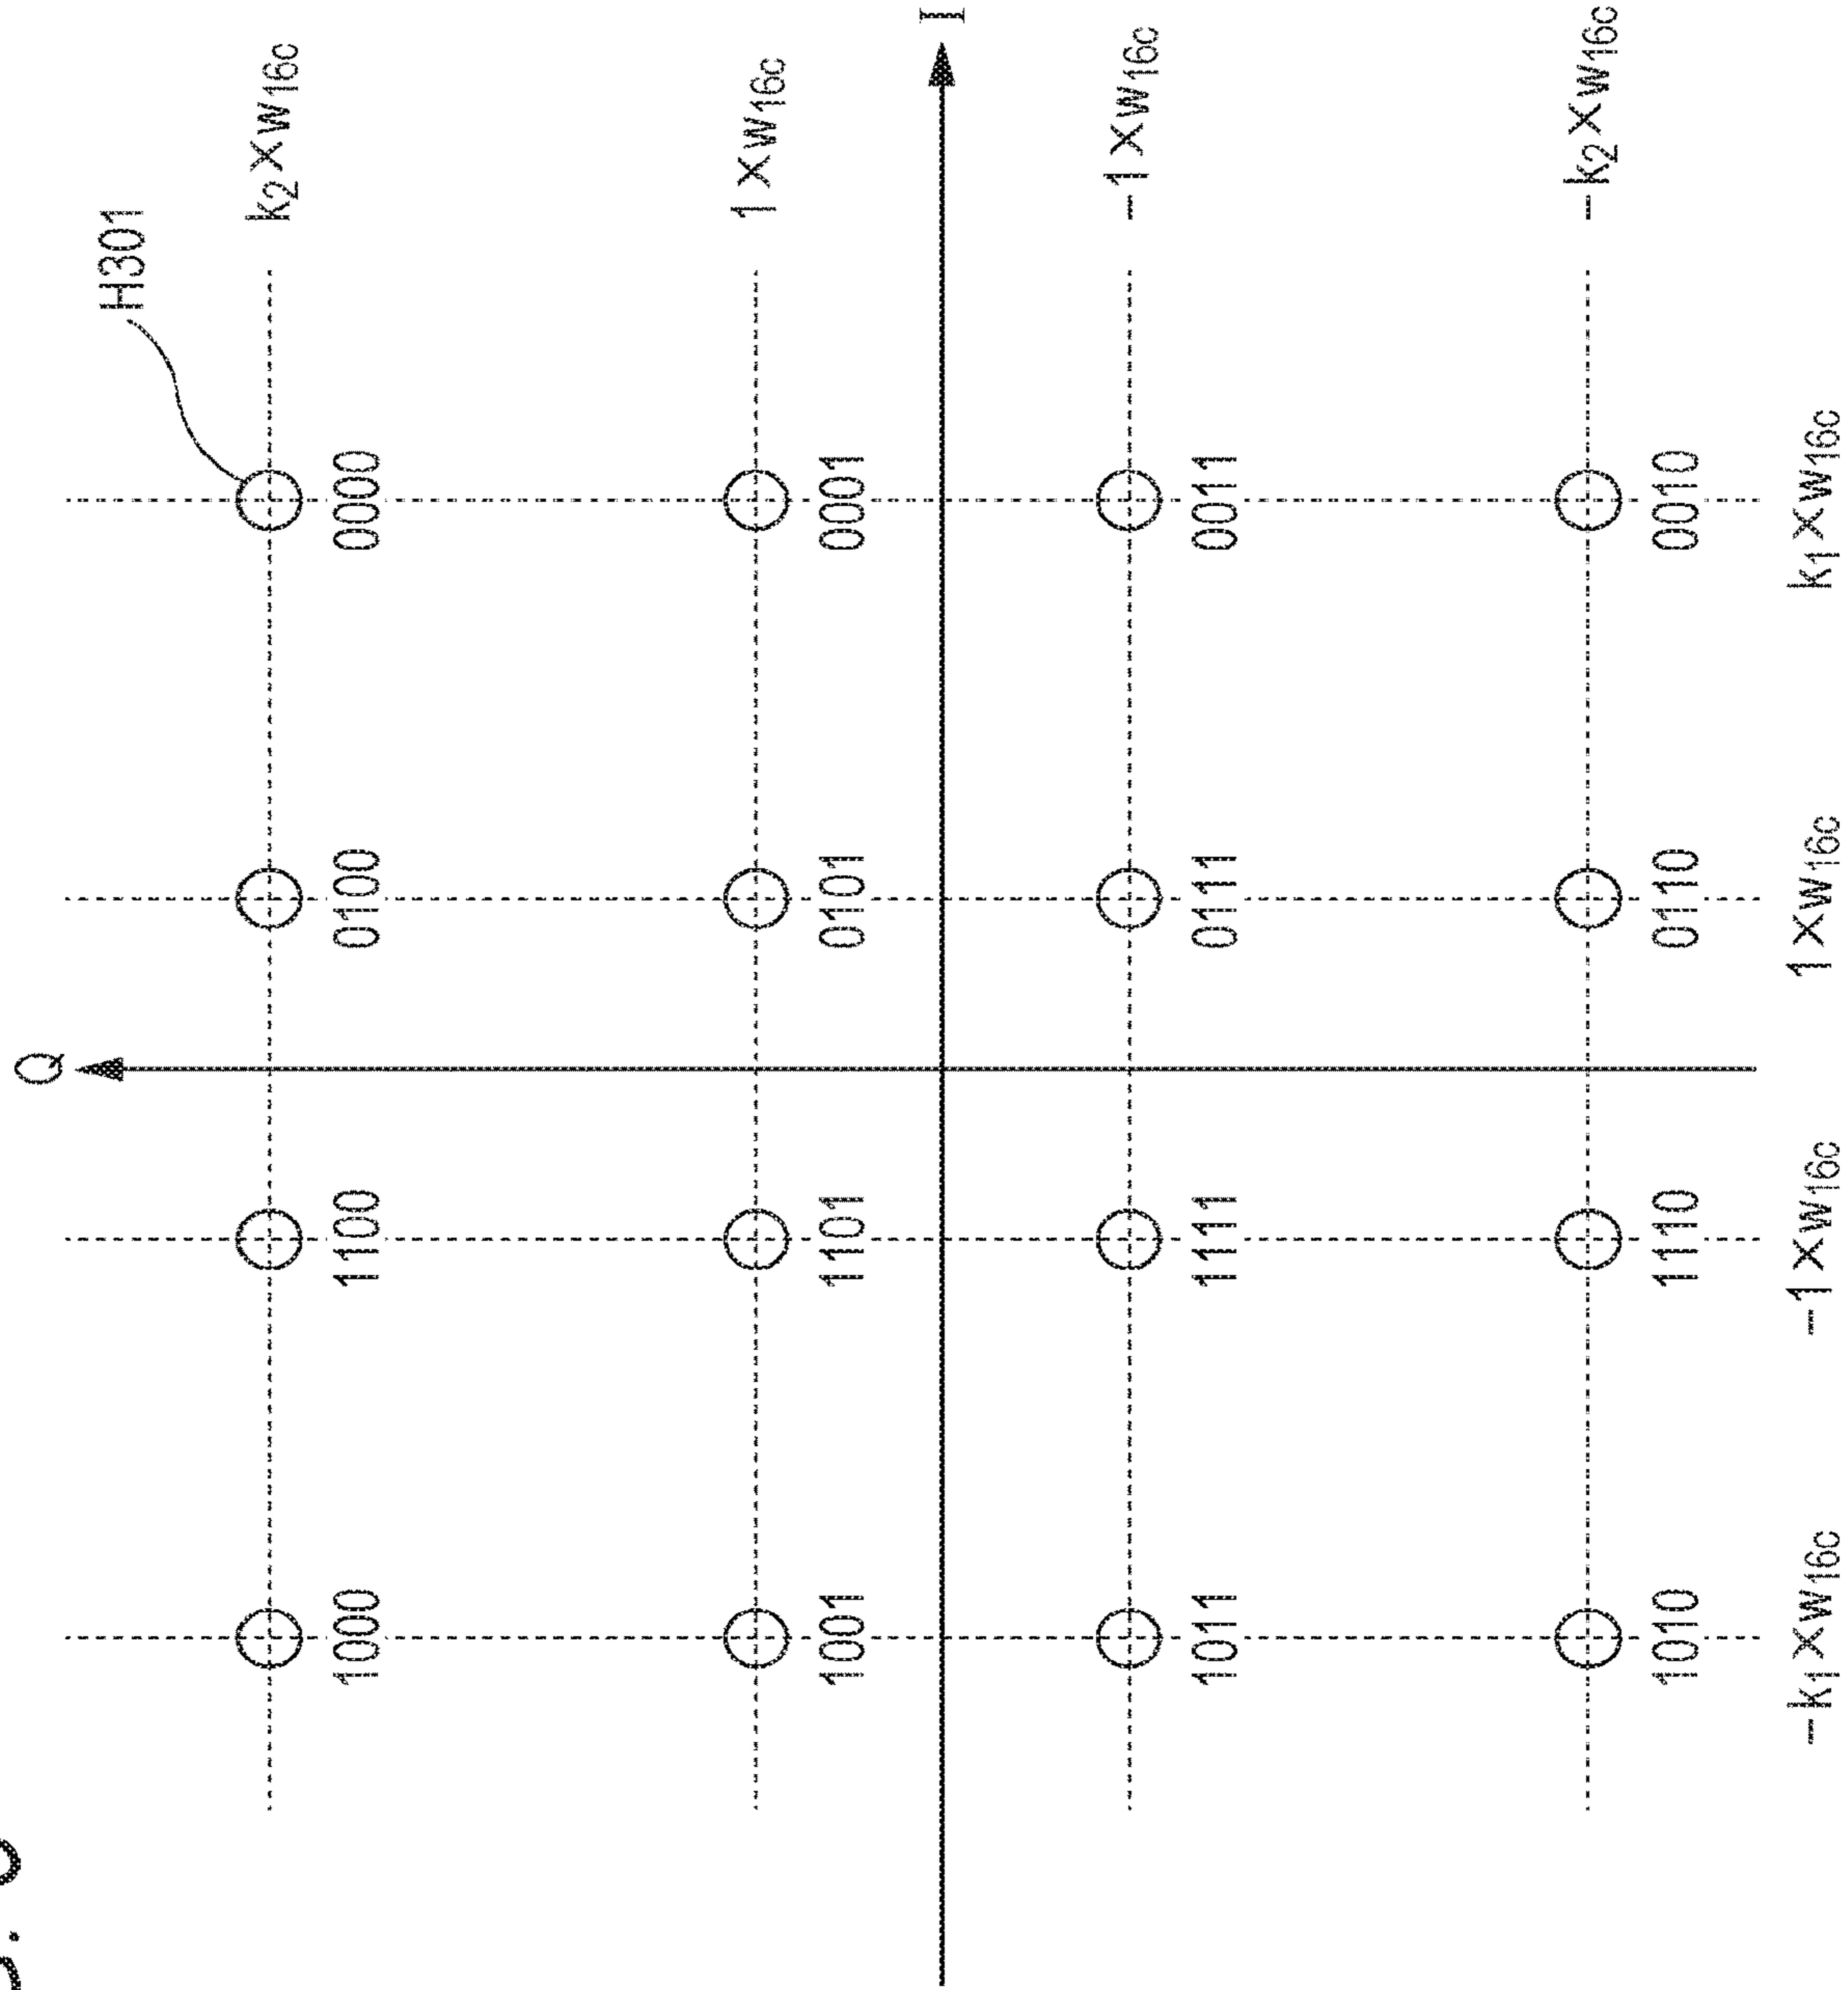 Q
H301
k₂×w₁₆c
1000 1100 0100 0000
1×w₁₆c
1001 1101 0101 0001
I
−1×w₁₆c
1011 1111 0111 0011
−k₂×w₁₆c
1010 1110 0110 0010
−k₁×w₁₆c −1×w₁₆c 1×w₁₆c k₁×w₁₆c